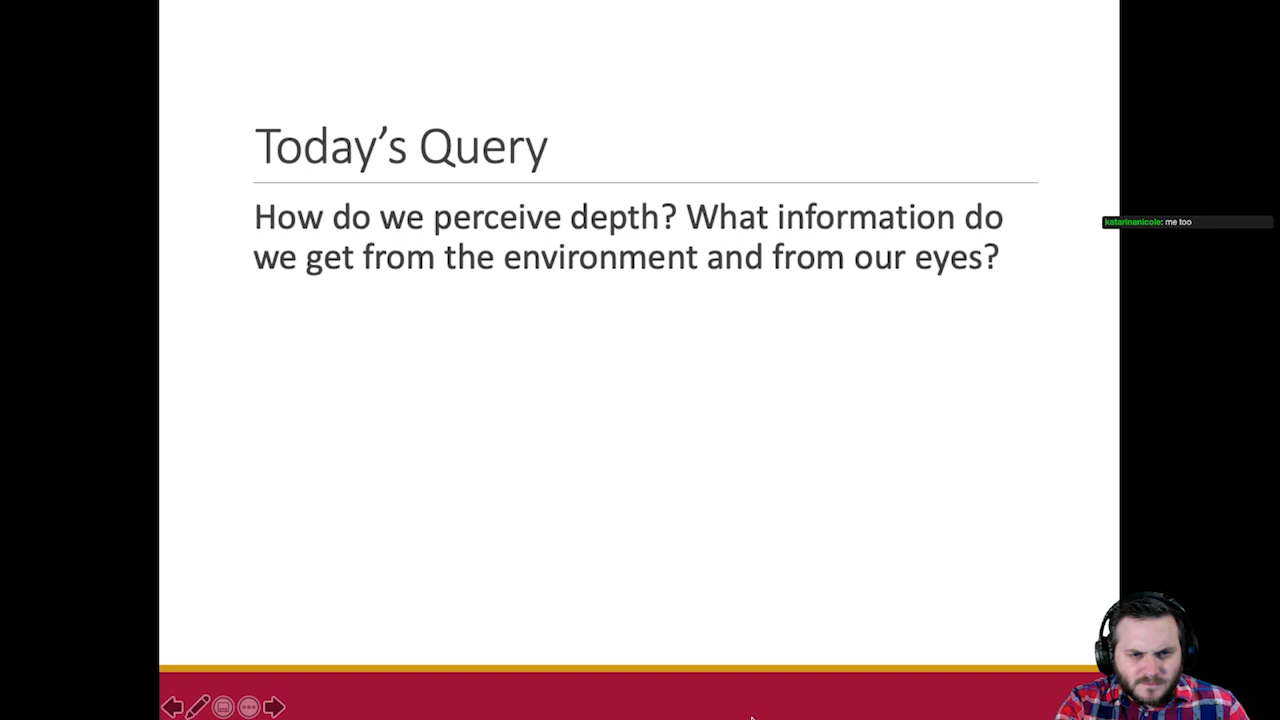 Today’s Query
How do we perceive depth? What information do
we get from the environment and from our eyes?
katarinanicole: me too